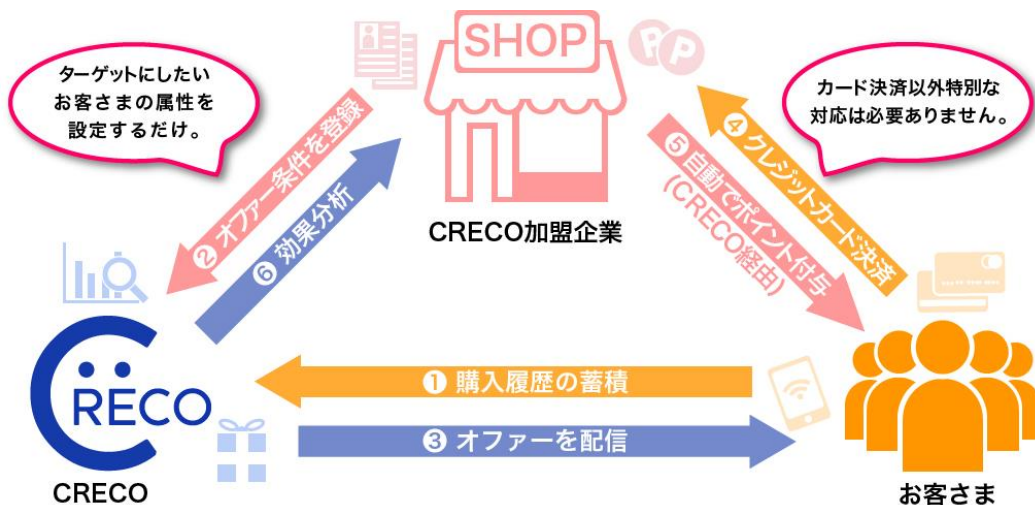 ターゲットにしたい
お客さまの属性を
設定するだけ。
SHOP
PP
カード決済以外特別な
対応は必要ありません。
❷ オファー条件を登録
❻ 効果分析
CRECO加盟企業
❹ クレジットカード決済
❺ 自動でポイント付与
(CRECO経由)
❶ 購入履歴の蓄積
❸ オファーを配信
CRECO
CRECO
お客さま